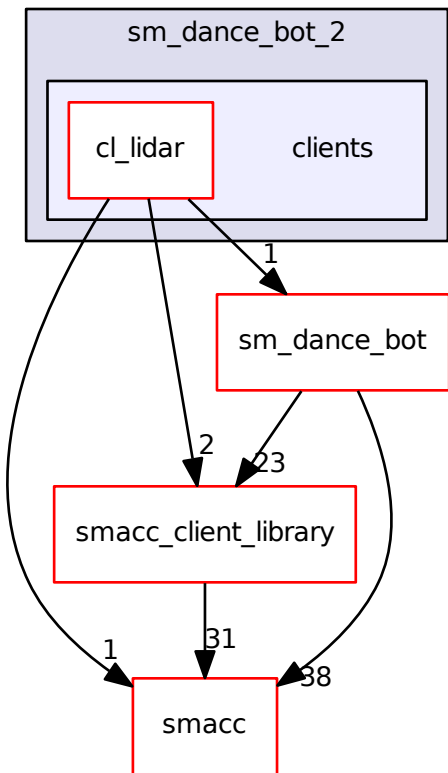 sm_dance_bot_2
cl_lidar
clients
1
sm_dance_bot
2
23
smacc_client_library
31
1
38
smacc